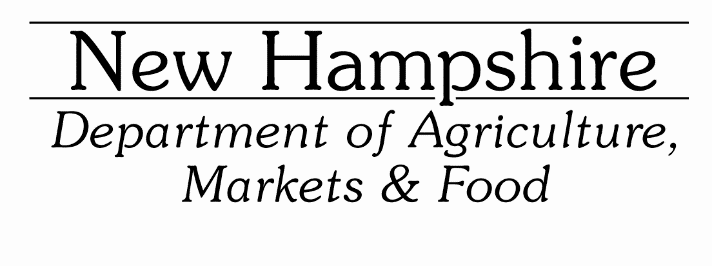 New Hampshire
Department of Agriculture,
Markets & Food